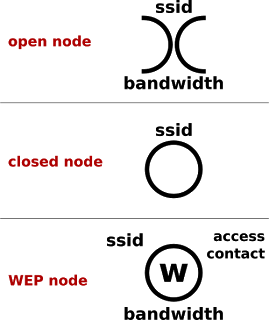 ssid
open node
bandwidth
ssid
closed node
ssid
access
contact
W
WEP node
bandwidth